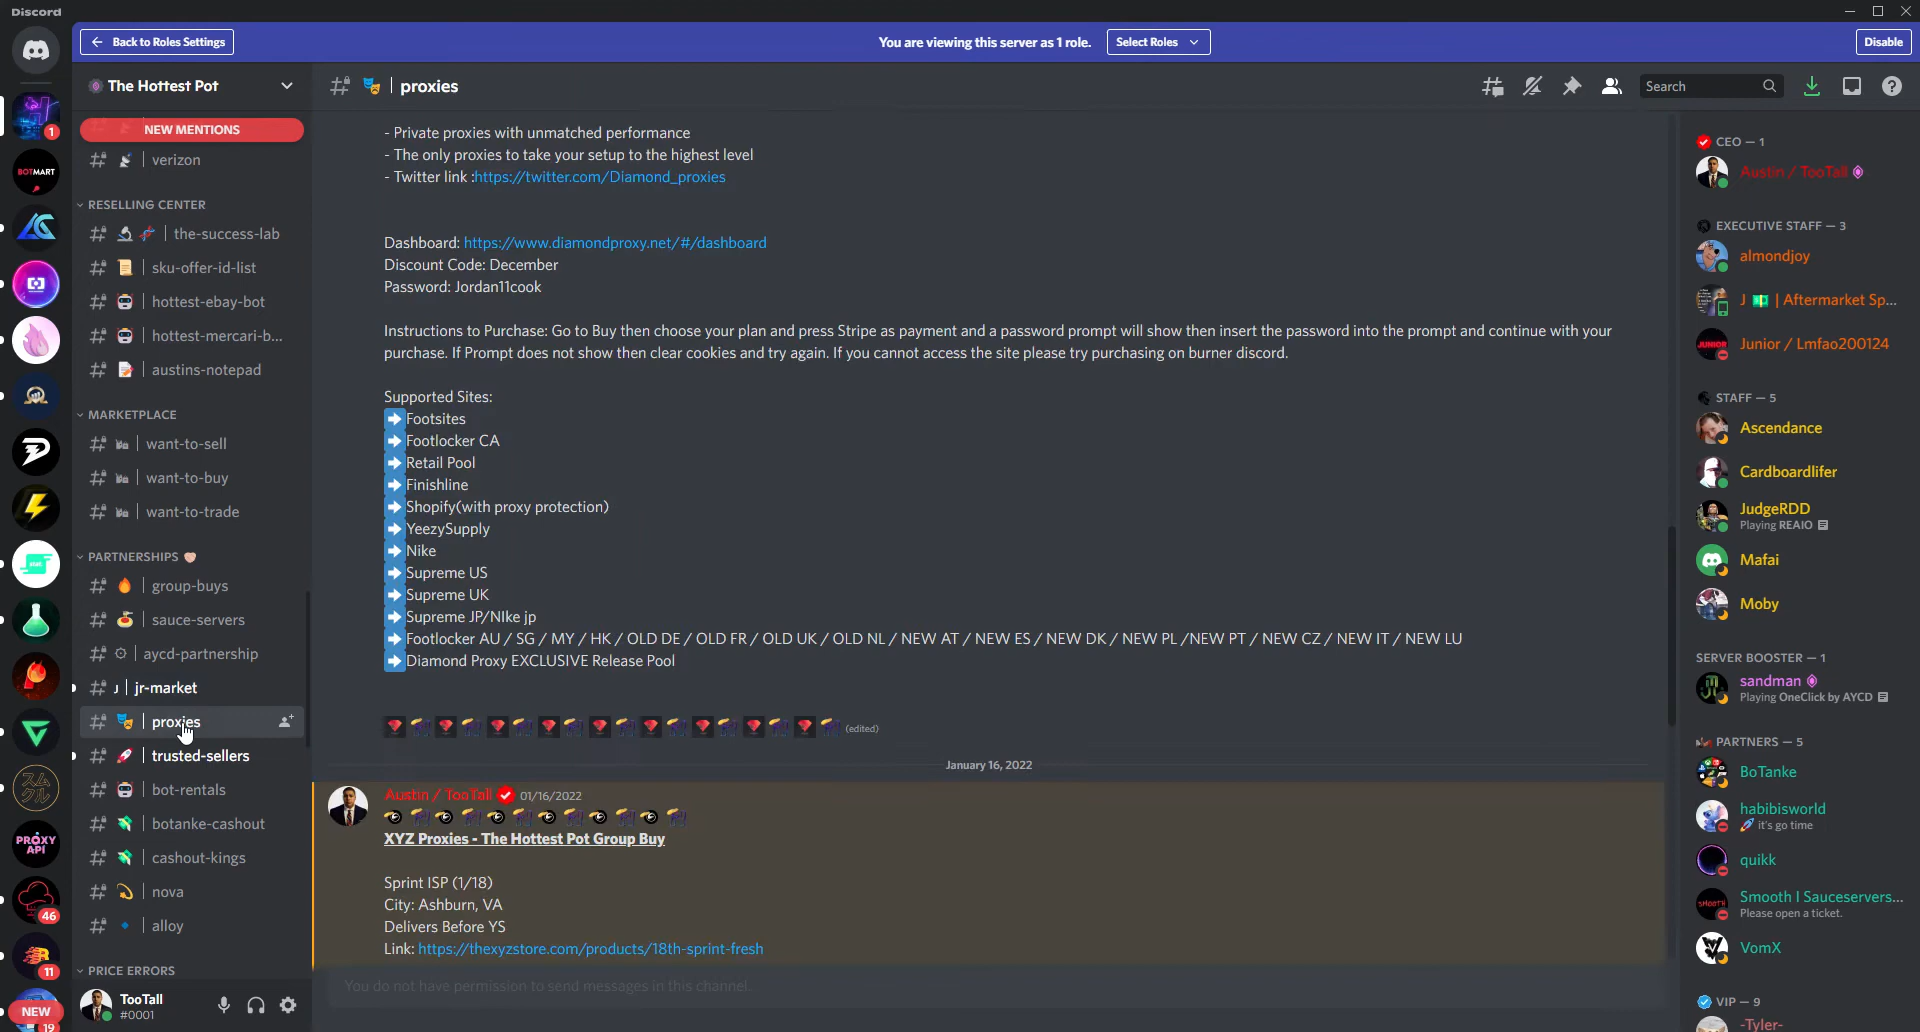 Discord
Back to Roles Settings
You are viewing this server as 1 role.
Select Roles
Disable
The Hottest Pot
proxies
Search
NEW MENTIONS
verizon
RESELLING CENTER
the-success-lab
sku-offer-id-list
hottest-ebay-bot
hottest-mercari-b...
austins-notepad
MARKETPLACE
want-to-sell
want-to-buy
want-to-trade
PARTNERSHIPS
group-buys
sauce-servers
aycd-partnership
J | jr-market
proxies
trusted-sellers
bot-rentals
botanke-cashout
cashout-kings
nova
alloy
PRICE ERRORS
TooTall
#0001
1
BOTMART
PROXY
API
46
11
NEW
19
- Private proxies with unmatched performance
- The only proxies to take your setup to the highest level
- Twitter link :https://twitter.com/Diamond_proxies
Dashboard: https://www.diamondproxy.net/#/dashboard
Discount Code: December
Password: Jordan11cook
Instructions to Purchase: Go to Buy then choose your plan and press Stripe as payment and a password prompt will show then insert the password into the prompt and continue with your
purchase. If Prompt does not show then clear cookies and try again. If you cannot access the site please try purchasing on burner discord.
Supported Sites:
Footsites
Footlocker CA
Retail Pool
Finishline
Shopify(with proxy protection)
YeezySupply
Nike
Supreme US
Supreme UK
Supreme JP/NIke jp
Footlocker AU / SG / MY / HK / OLD DE / OLD FR / OLD UK / OLD NL / NEW AT / NEW ES / NEW DK / NEW PL /NEW PT / NEW CZ / NEW IT / NEW LU
Diamond Proxy EXCLUSIVE Release Pool
(edited)
January 16, 2022
Austin / TooTall 01/16/2022
XYZ Proxies - The Hottest Pot Group Buy
Sprint ISP (1/18)
City: Ashburn, VA
Delivers Before YS
Link: https://thexyzstore.com/products/18th-sprint-fresh
You do not have permission to send messages in this channel.
CEO — 1
Austin / TooTall
EXECUTIVE STAFF — 3
almondjoy
J | Aftermarket Sp...
Junior / Lmfao200124
STAFF — 5
Ascendance
Cardboardlifer
JudgeRDD
Playing REAIO
Mafai
Moby
SERVER BOOSTER — 1
sandman
Playing OneClick by AYCD
PARTNERS — 5
BoTanke
habibisworld
it's go time
quikk
Smooth I Sauceservers...
Please open a ticket.
VomX
VIP — 9
-Tyler-